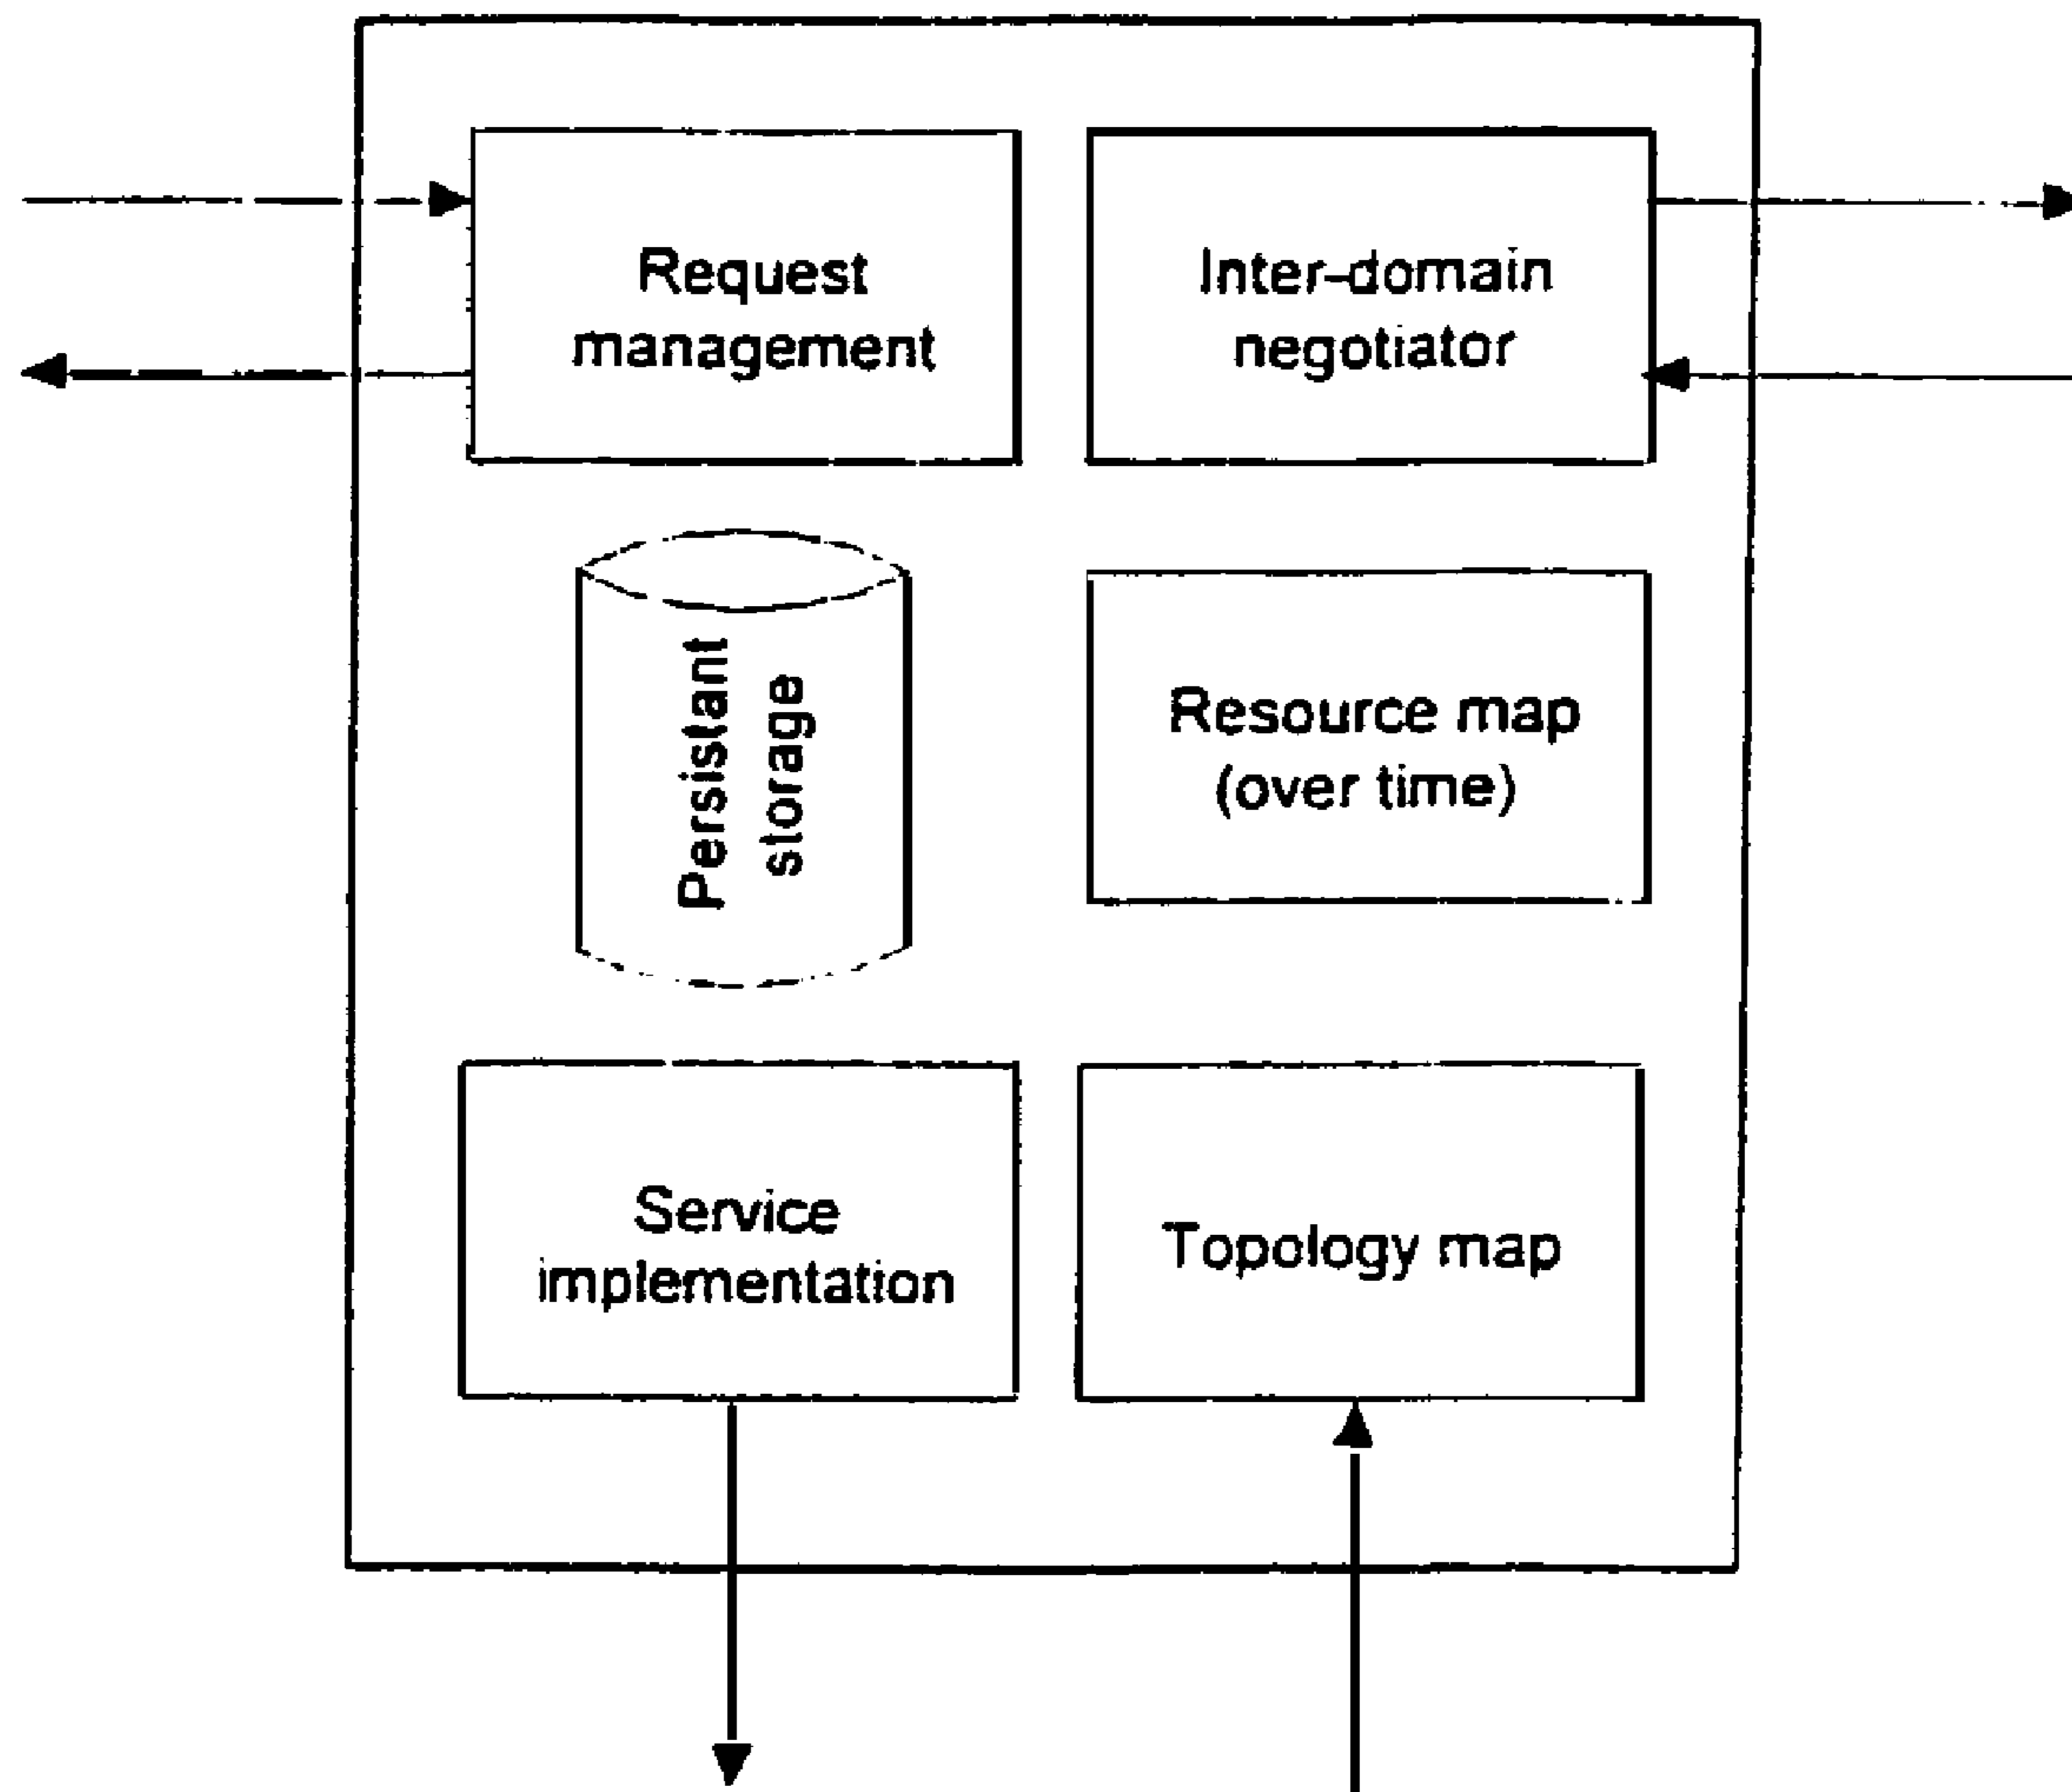 Request
management
Inter-domain
negotiator
Persistant
storage
Resource map
(over time)
Service
implementation
Topology map